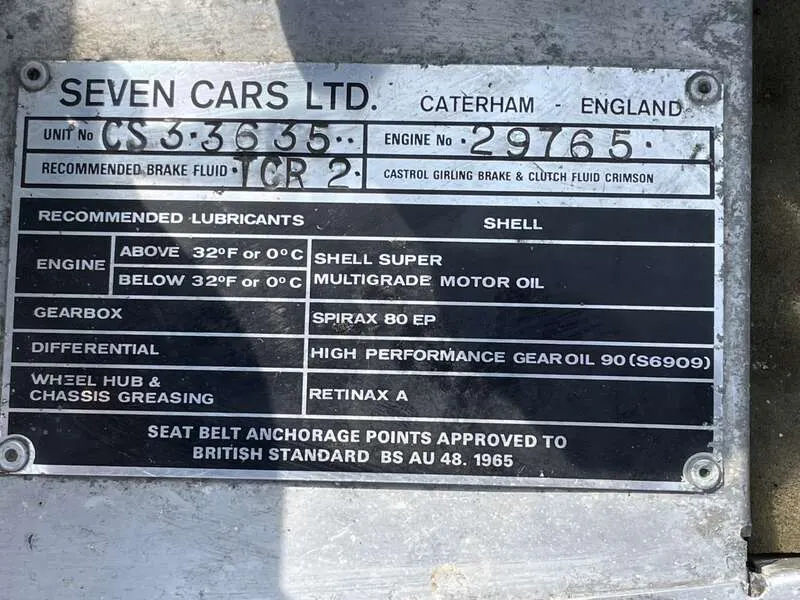 SEVEN CARS LTD. CATERHAM - ENGLAND
UNIT No CS3·3635·· ENGINE No ·29765·
RECOMMENDED BRAKE FLUID ·TCR 2· CASTROL GIRLING BRAKE & CLUTCH FLUID CRIMSON
RECOMMENDED LUBRICANTS SHELL
ENGINE
ABOVE 32°F or 0°C
BELOW 32°F or 0°C
SHELL SUPER
MULTIGRADE MOTOR OIL
GEARBOX SPIRAX 80 EP
DIFFERENTIAL HIGH PERFORMANCE GEAR OIL 90 (S6909)
WHEEL HUB &
CHASSIS GREASING
RETINAX A
SEAT BELT ANCHORAGE POINTS APPROVED TO
BRITISH STANDARD BS AU 48. 1965